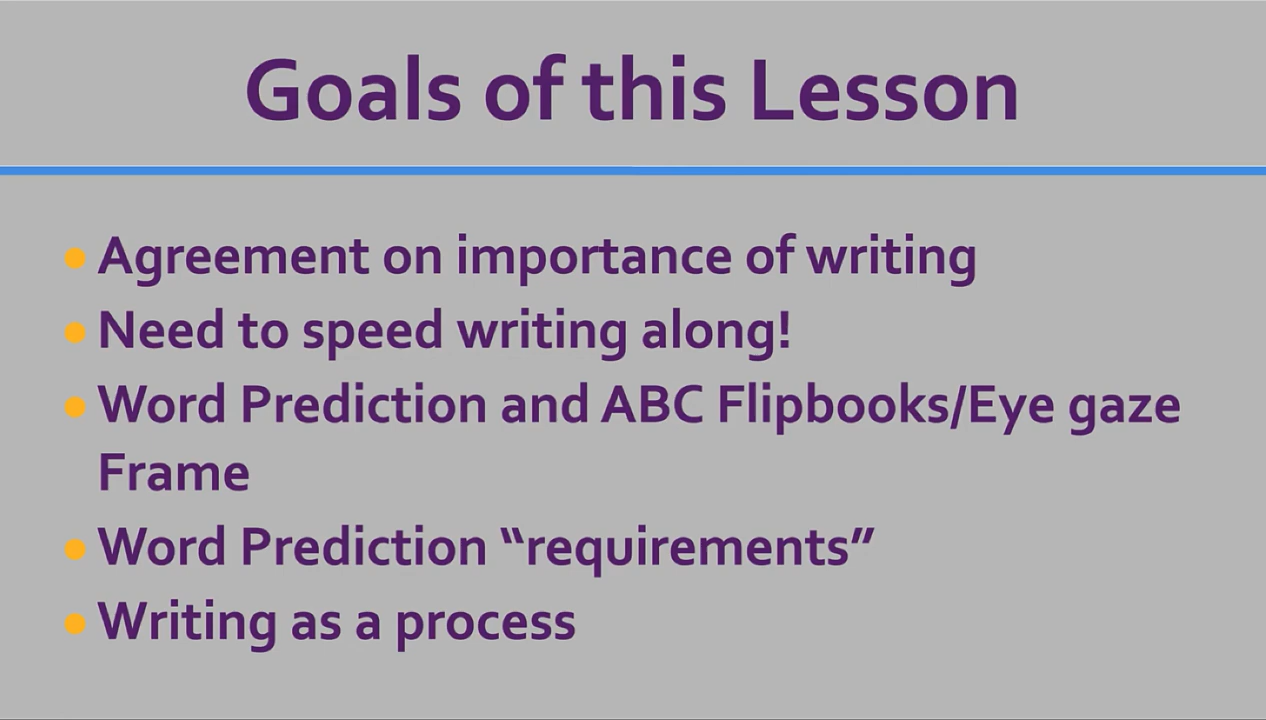 Goals of this Lesson
• Agreement on importance of writing
• Need to speed writing along!
• Word Prediction and ABC Flipbooks/Eye gaze
Frame
• Word Prediction “requirements”
• Writing as a process